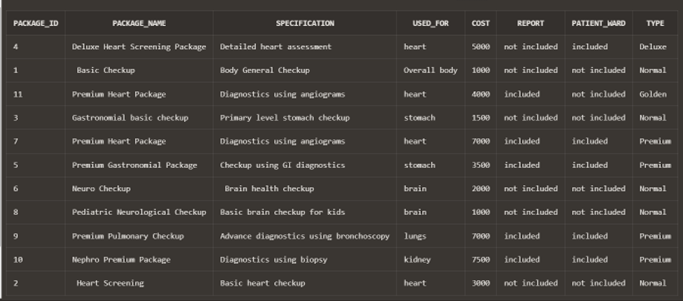 PACKAGE_ID PACKAGE_NAME SPECIFICATION USED_FOR COST REPORT PATIENT_WARD TYPE
4 Deluxe Heart Screening Package Detailed heart assessment heart 5000 not included included Deluxe
1 Basic Checkup Body General Checkup Overall body 1000 not included not included Normal
11 Premium Heart Package Diagnostics using angiograms heart 4000 included not included Golden
3 Gastronomial basic checkup Primary level stomach checkup stomach 1500 not included not included Normal
7 Premium Heart Package Diagnostics using angiograms heart 7000 included included Premium
5 Premium Gastronomial Package Checkup using GI diagnostics stomach 3500 included included Premium
6 Neuro Checkup Brain health checkup brain 2000 not included not included Normal
8 Pediatric Neurological Checkup Basic brain checkup for kids brain 1000 not included not included Normal
9 Premium Pulmonary Checkup Advance diagnostics using bronchoscopy lungs 7000 included included Premium
10 Nephro Premium Package Diagnostics using biopsy kidney 7500 included included Premium
2 Heart Screening Basic heart checkup heart 3000 not included not included Normal